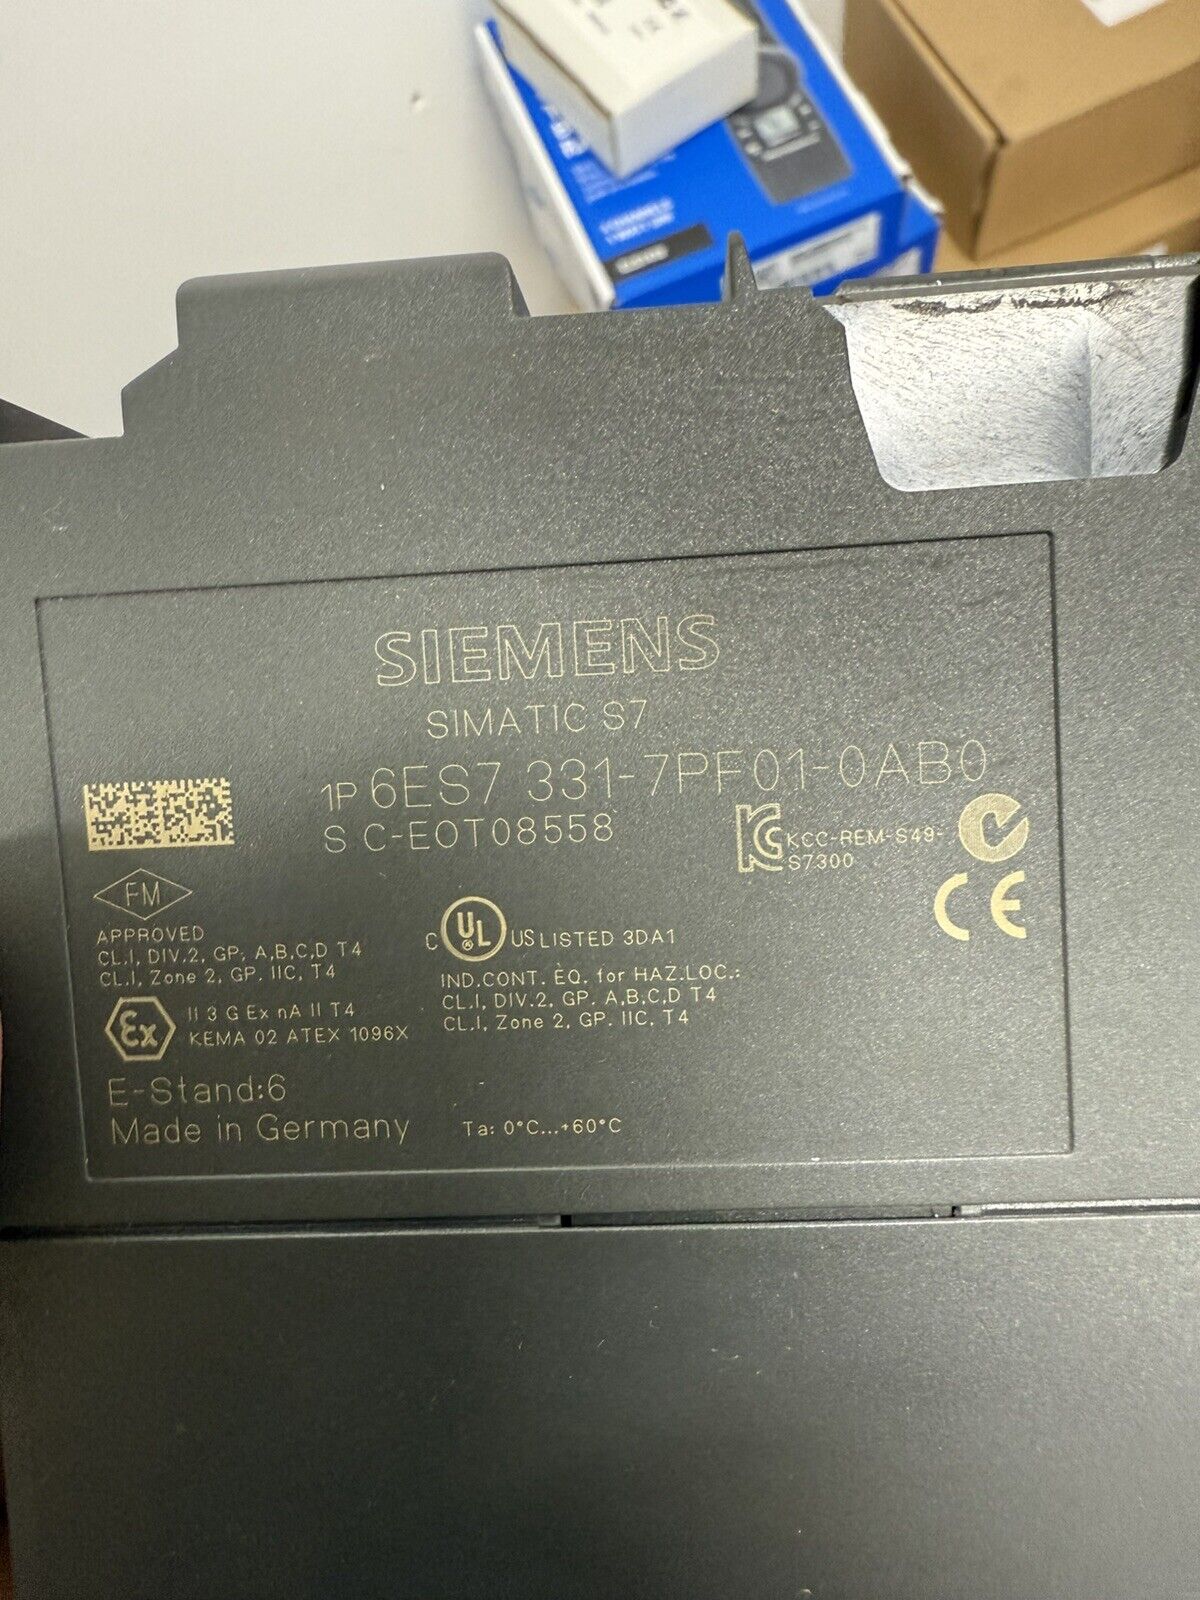 SIEMENS
SIMATIC S7
1P 6ES7 331-7PF01-0AB0
S C-E0T08558
KCC-REM-S49-
S7300
FM
APPROVED
CL.I, DIV.2, GP. A,B,C,D T4
CL.I, Zone 2, GP. IIC, T4
C UL US LISTED 3DA1
IND.CONT. EQ. for HAZ.LOC.:
CL.I, DIV.2, GP. A,B,C,D T4
CL.I, Zone 2, GP. IIC, T4
CE
Ex II 3 G Ex nA II T4
KEMA 02 ATEX 1096X
E-Stand:6
Made in Germany
Ta: 0°C...+60°C